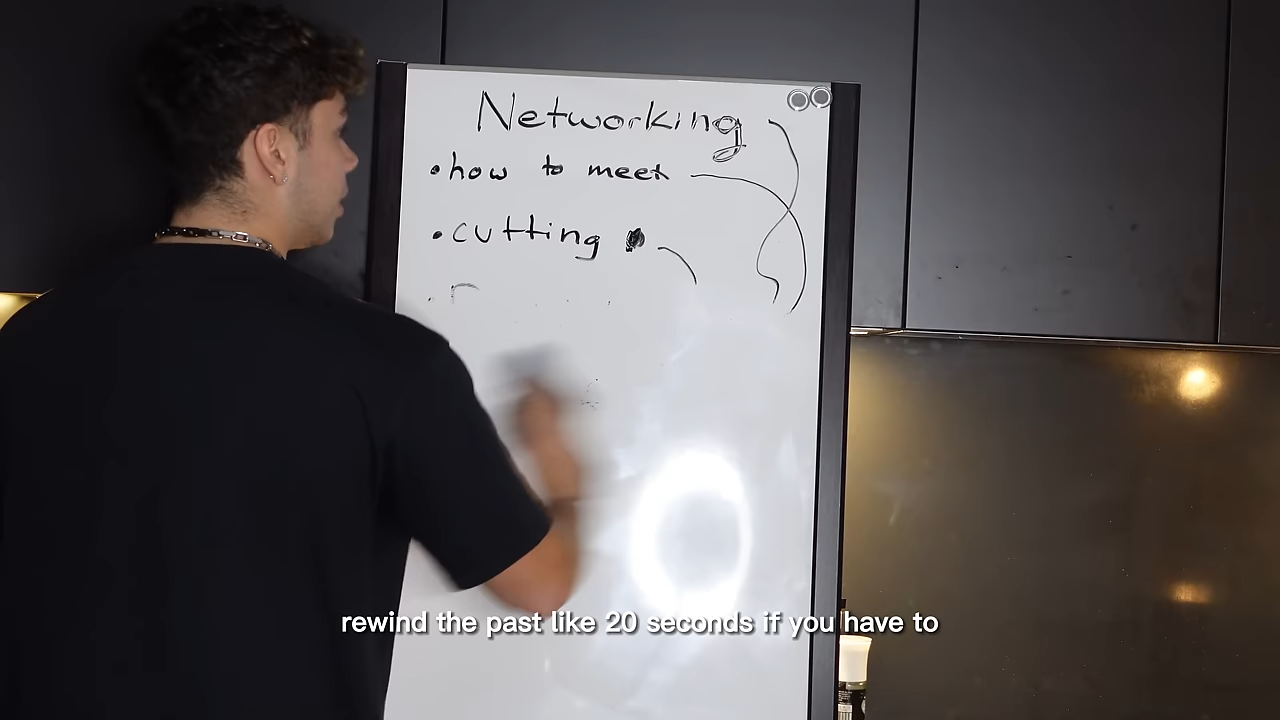 Networking
•how to meet
•cutting
rewind the past like 20 seconds if you have to